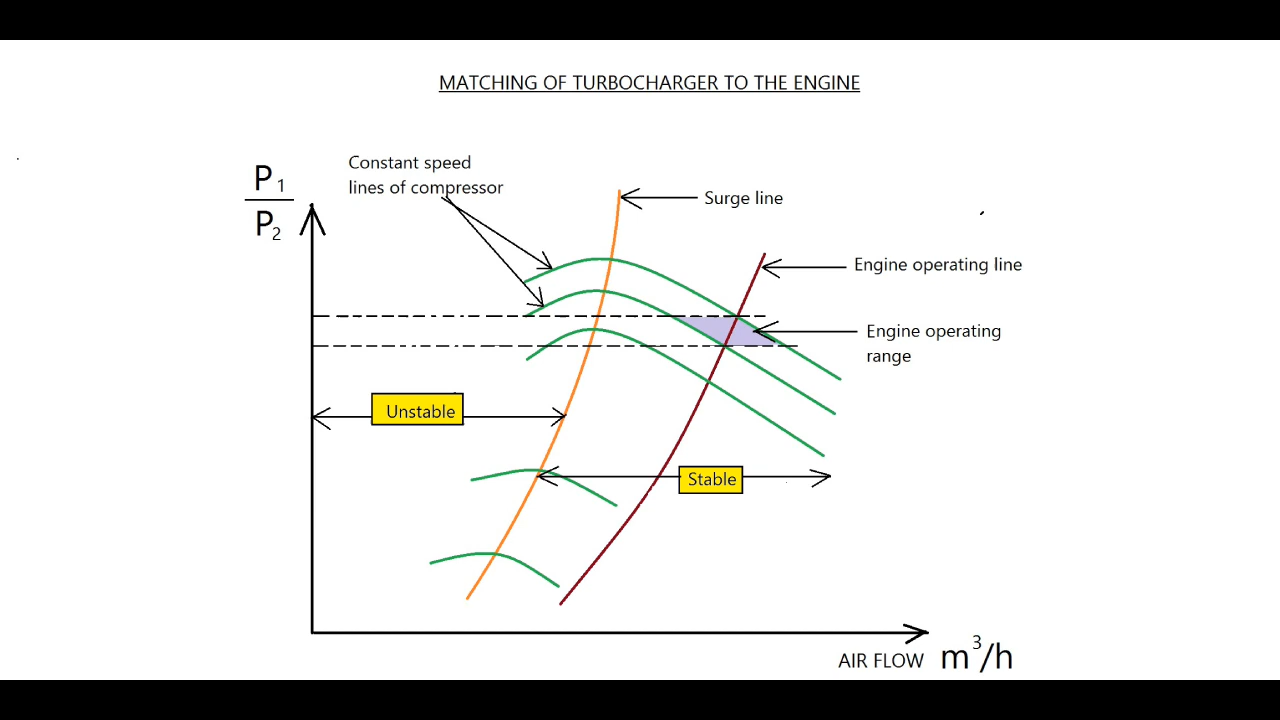 MATCHING OF TURBOCHARGER TO THE ENGINE
Constant speed
lines of compressor
P1
P2
Surge line
Engine operating line
Engine operating
range
Unstable
Stable
AIR FLOW m³/h